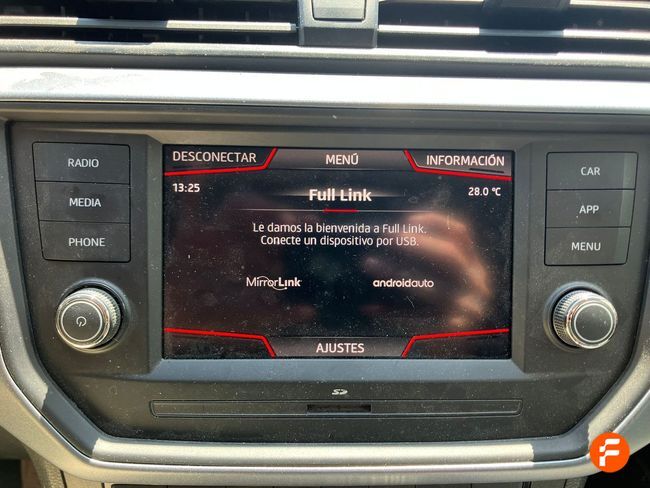 RADIO
MEDIA
PHONE
DESCONECTAR
MENÚ
INFORMACIÓN
13:25
28.0 °C
Full Link
Le damos la bienvenida a Full Link.
Conecte un dispositivo por USB.
MirrorLink
androidauto
AJUSTES
CAR
APP
MENU
SD